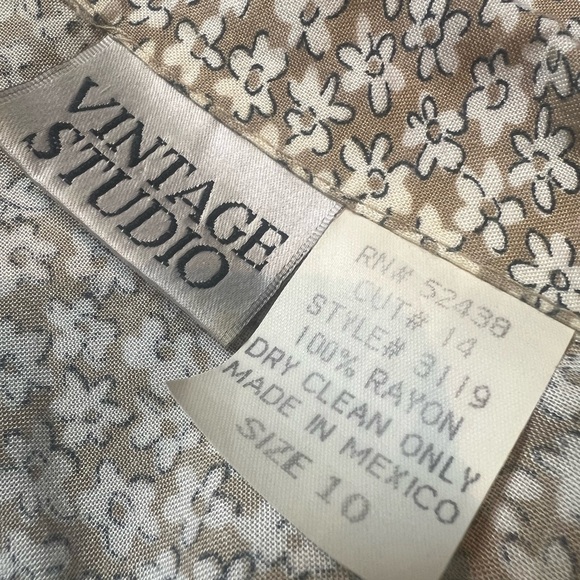 VINTAGE
STUDIO
RN# 52438
CUT# 14
STYLE# 3119
100% RAYON
DRY CLEAN ONLY
MADE IN MEXICO
SIZE 10